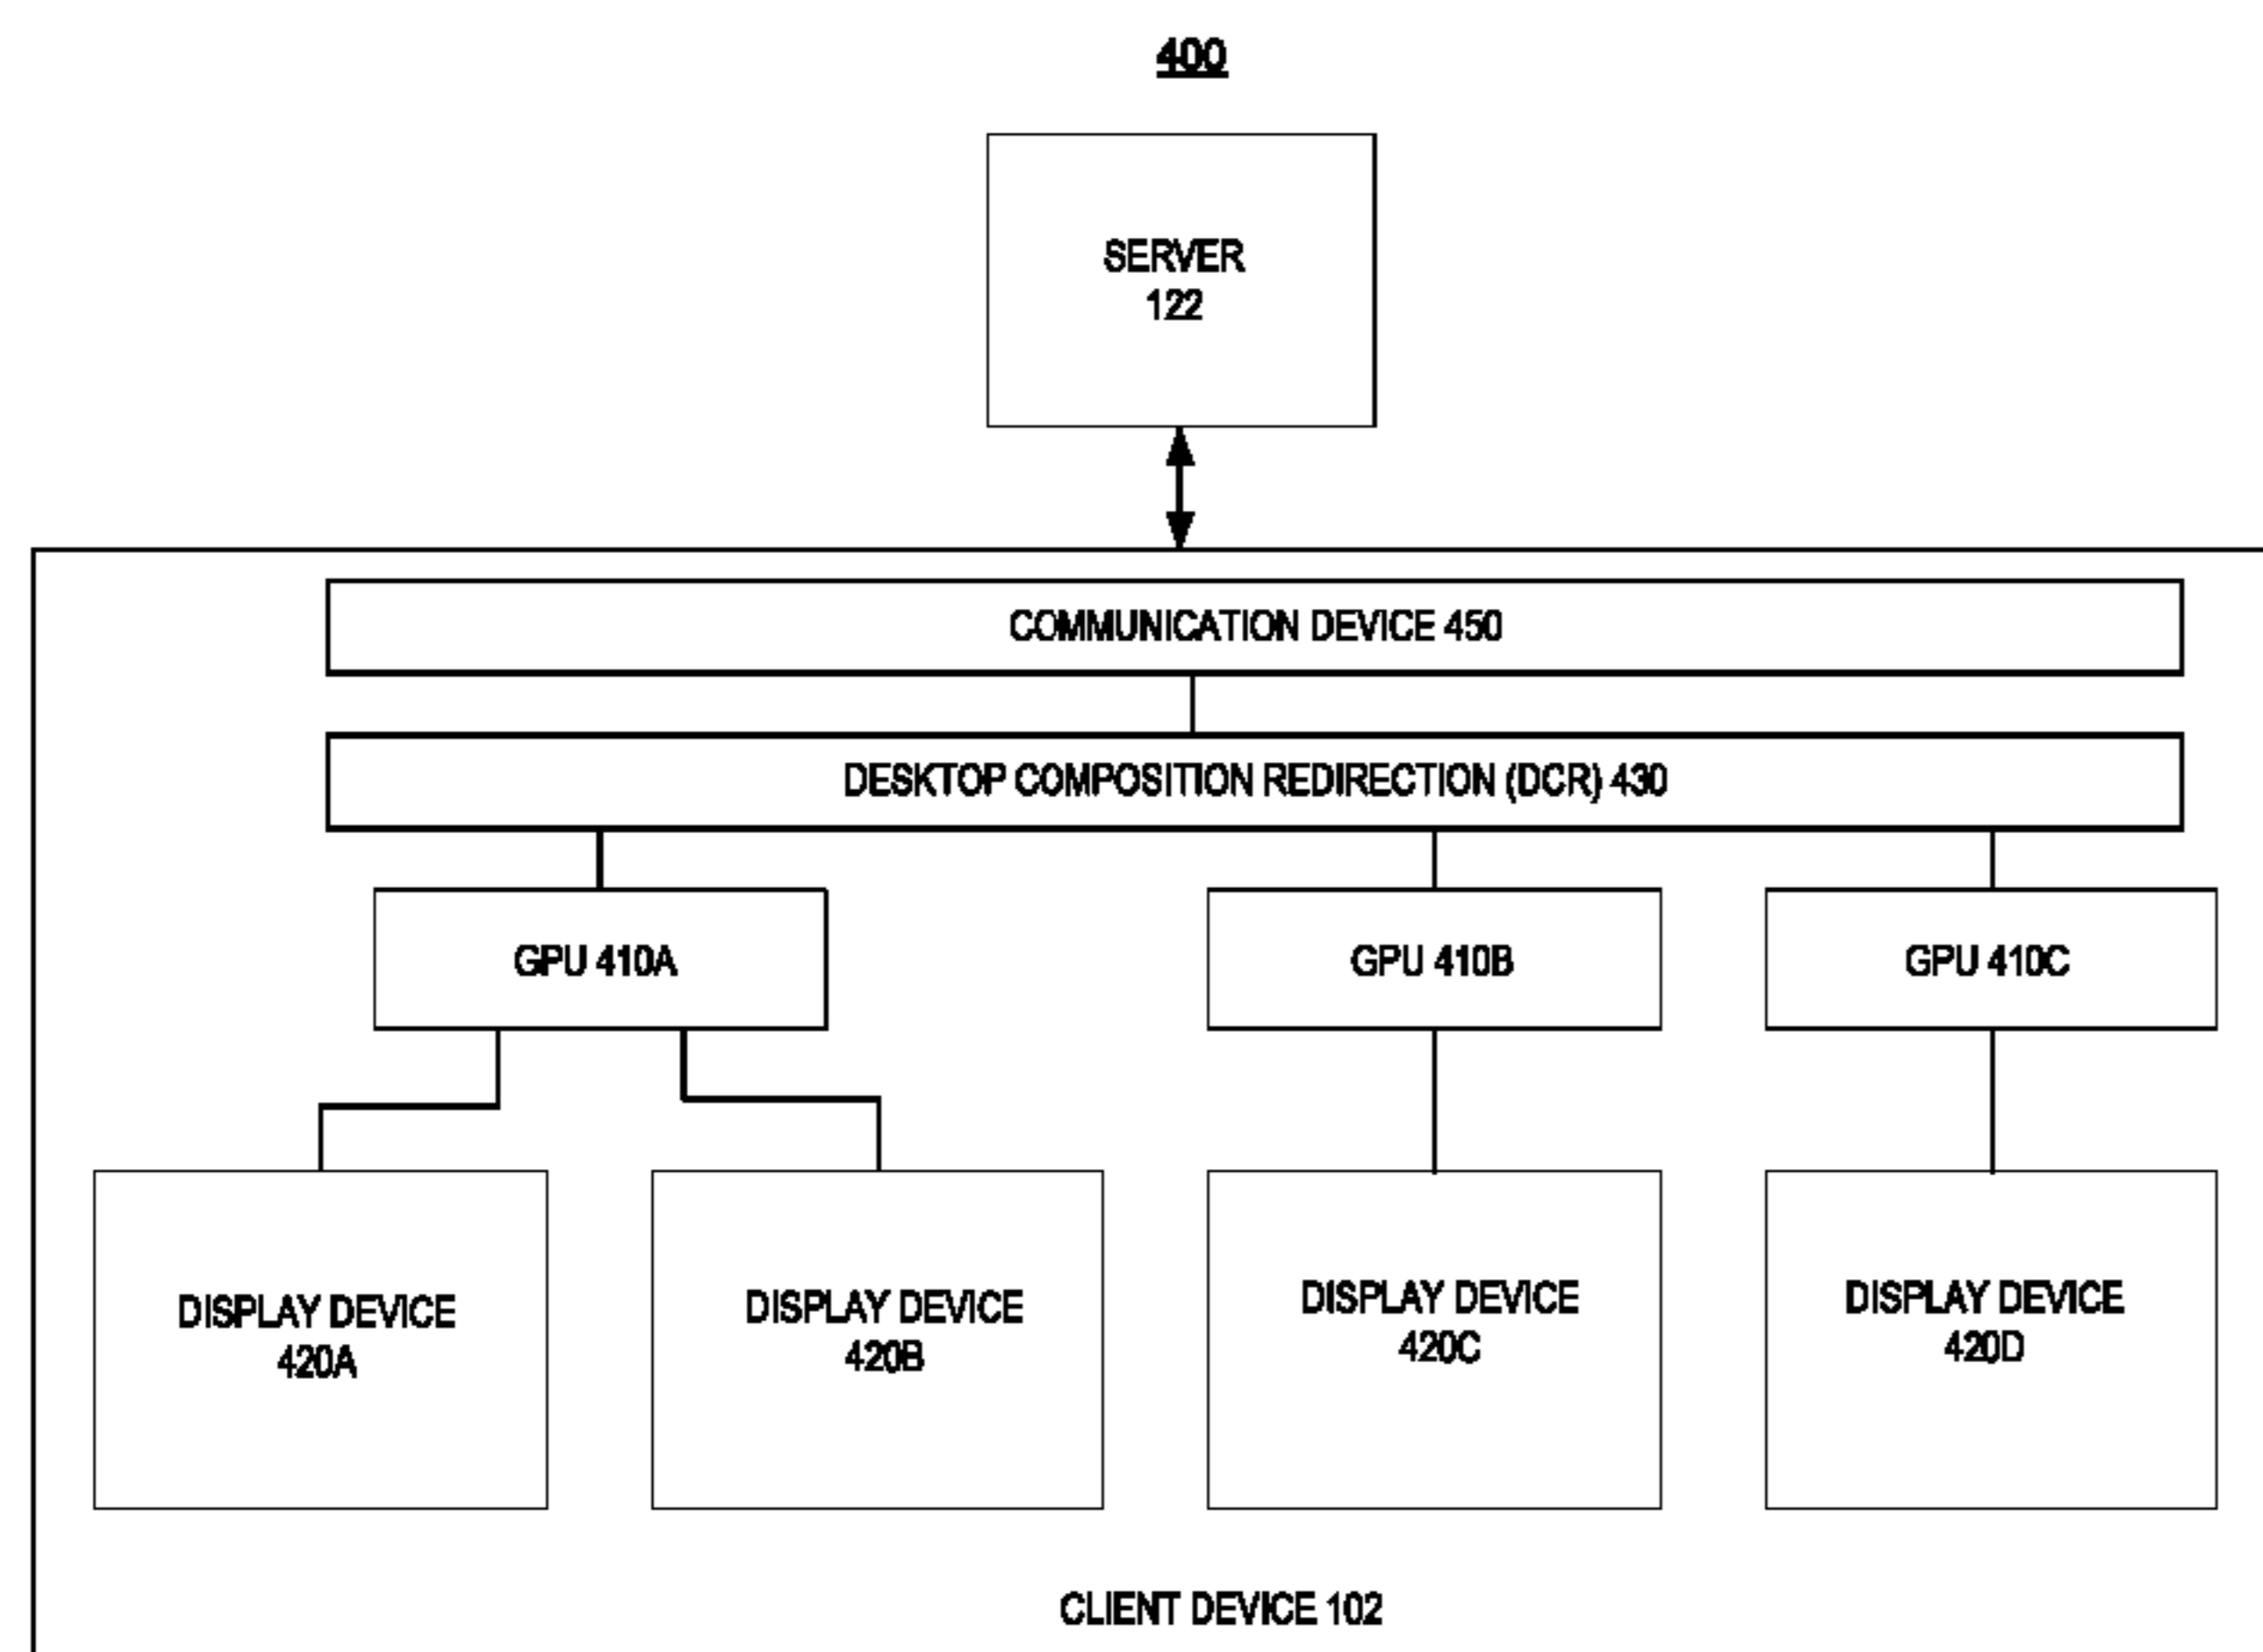 400
SERVER
122
COMMUNICATION DEVICE 450
DESKTOP COMPOSITION REDIRECTION (DCR) 430
GPU 410A
GPU 410B
GPU 410C
DISPLAY DEVICE
420A
DISPLAY DEVICE
420B
DISPLAY DEVICE
420C
DISPLAY DEVICE
420D
CLIENT DEVICE 102